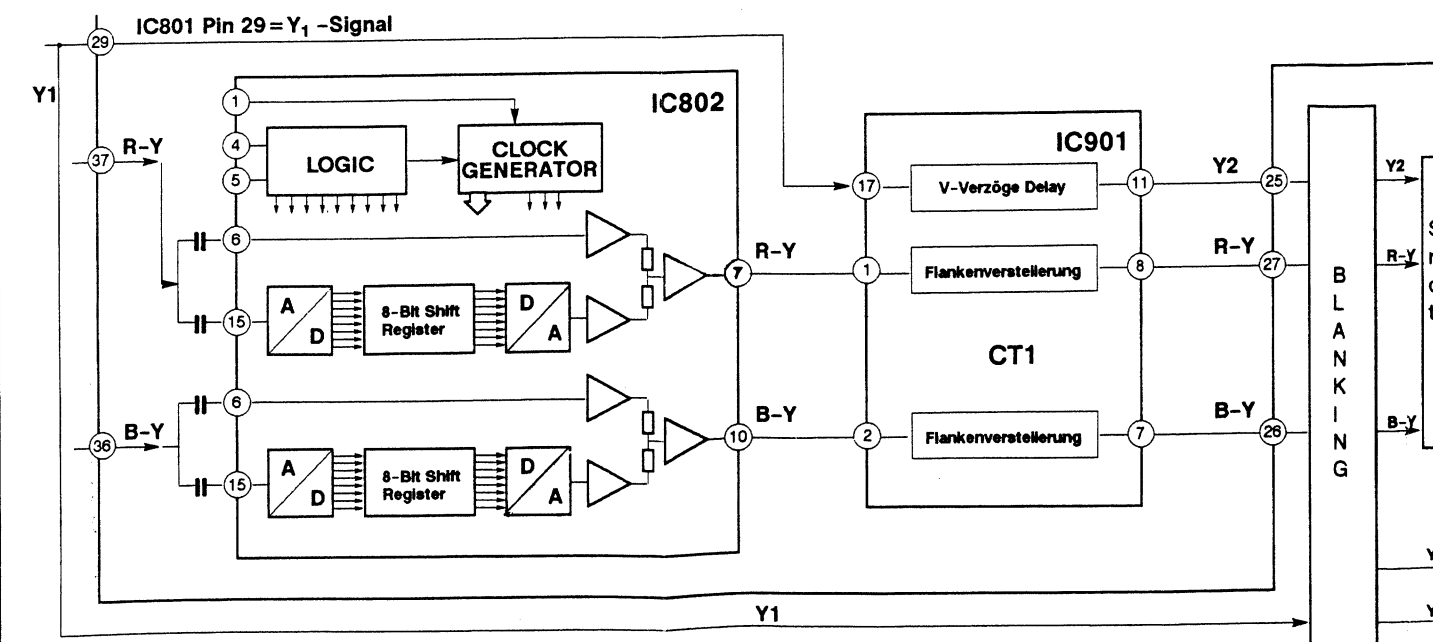 IC801 Pin 29=Y1 -Signal
29
Y1
1
IC802
4
LOGIC
CLOCK
GENERATOR
5
37
R-Y
IC901
17
V-Verzöge Delay
11
Y2
25
Y2
6
R-Y
7
1
Flankenversteilerung
8
R-Y
27
R-Y
15
A
D
8-Bit Shift
Register
D
A
CT1
BLANKING
6
36
B-Y
10
B-Y
2
Flankenversteilerung
7
B-Y
26
B-Y
15
A
D
8-Bit Shift
Register
D
A
Y1